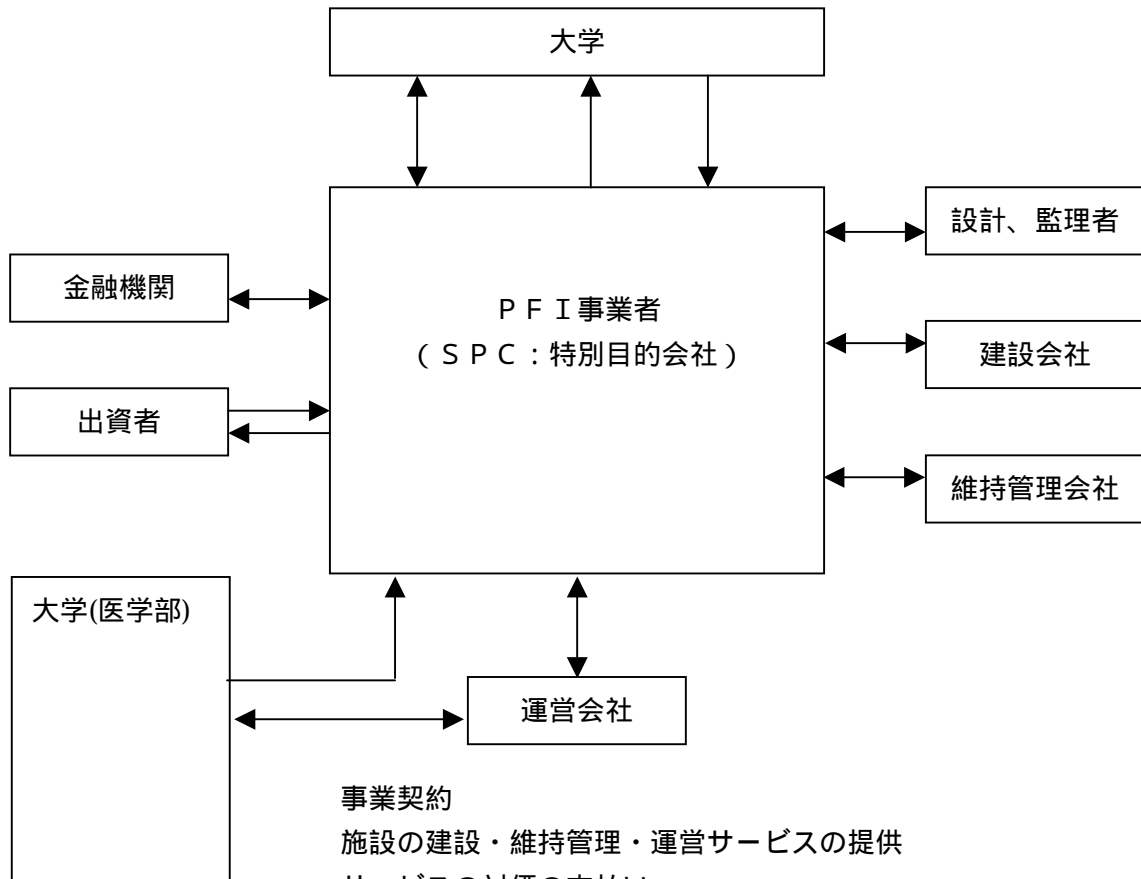 大学
設計、監理者
金融機関
ＰＦＩ事業者
（ＳＰＣ：特別目的会社）
建設会社
出資者
維持管理会社
大学(医学部)
運営会社
事業契約
施設の建設・維持管理・運営サービスの提供